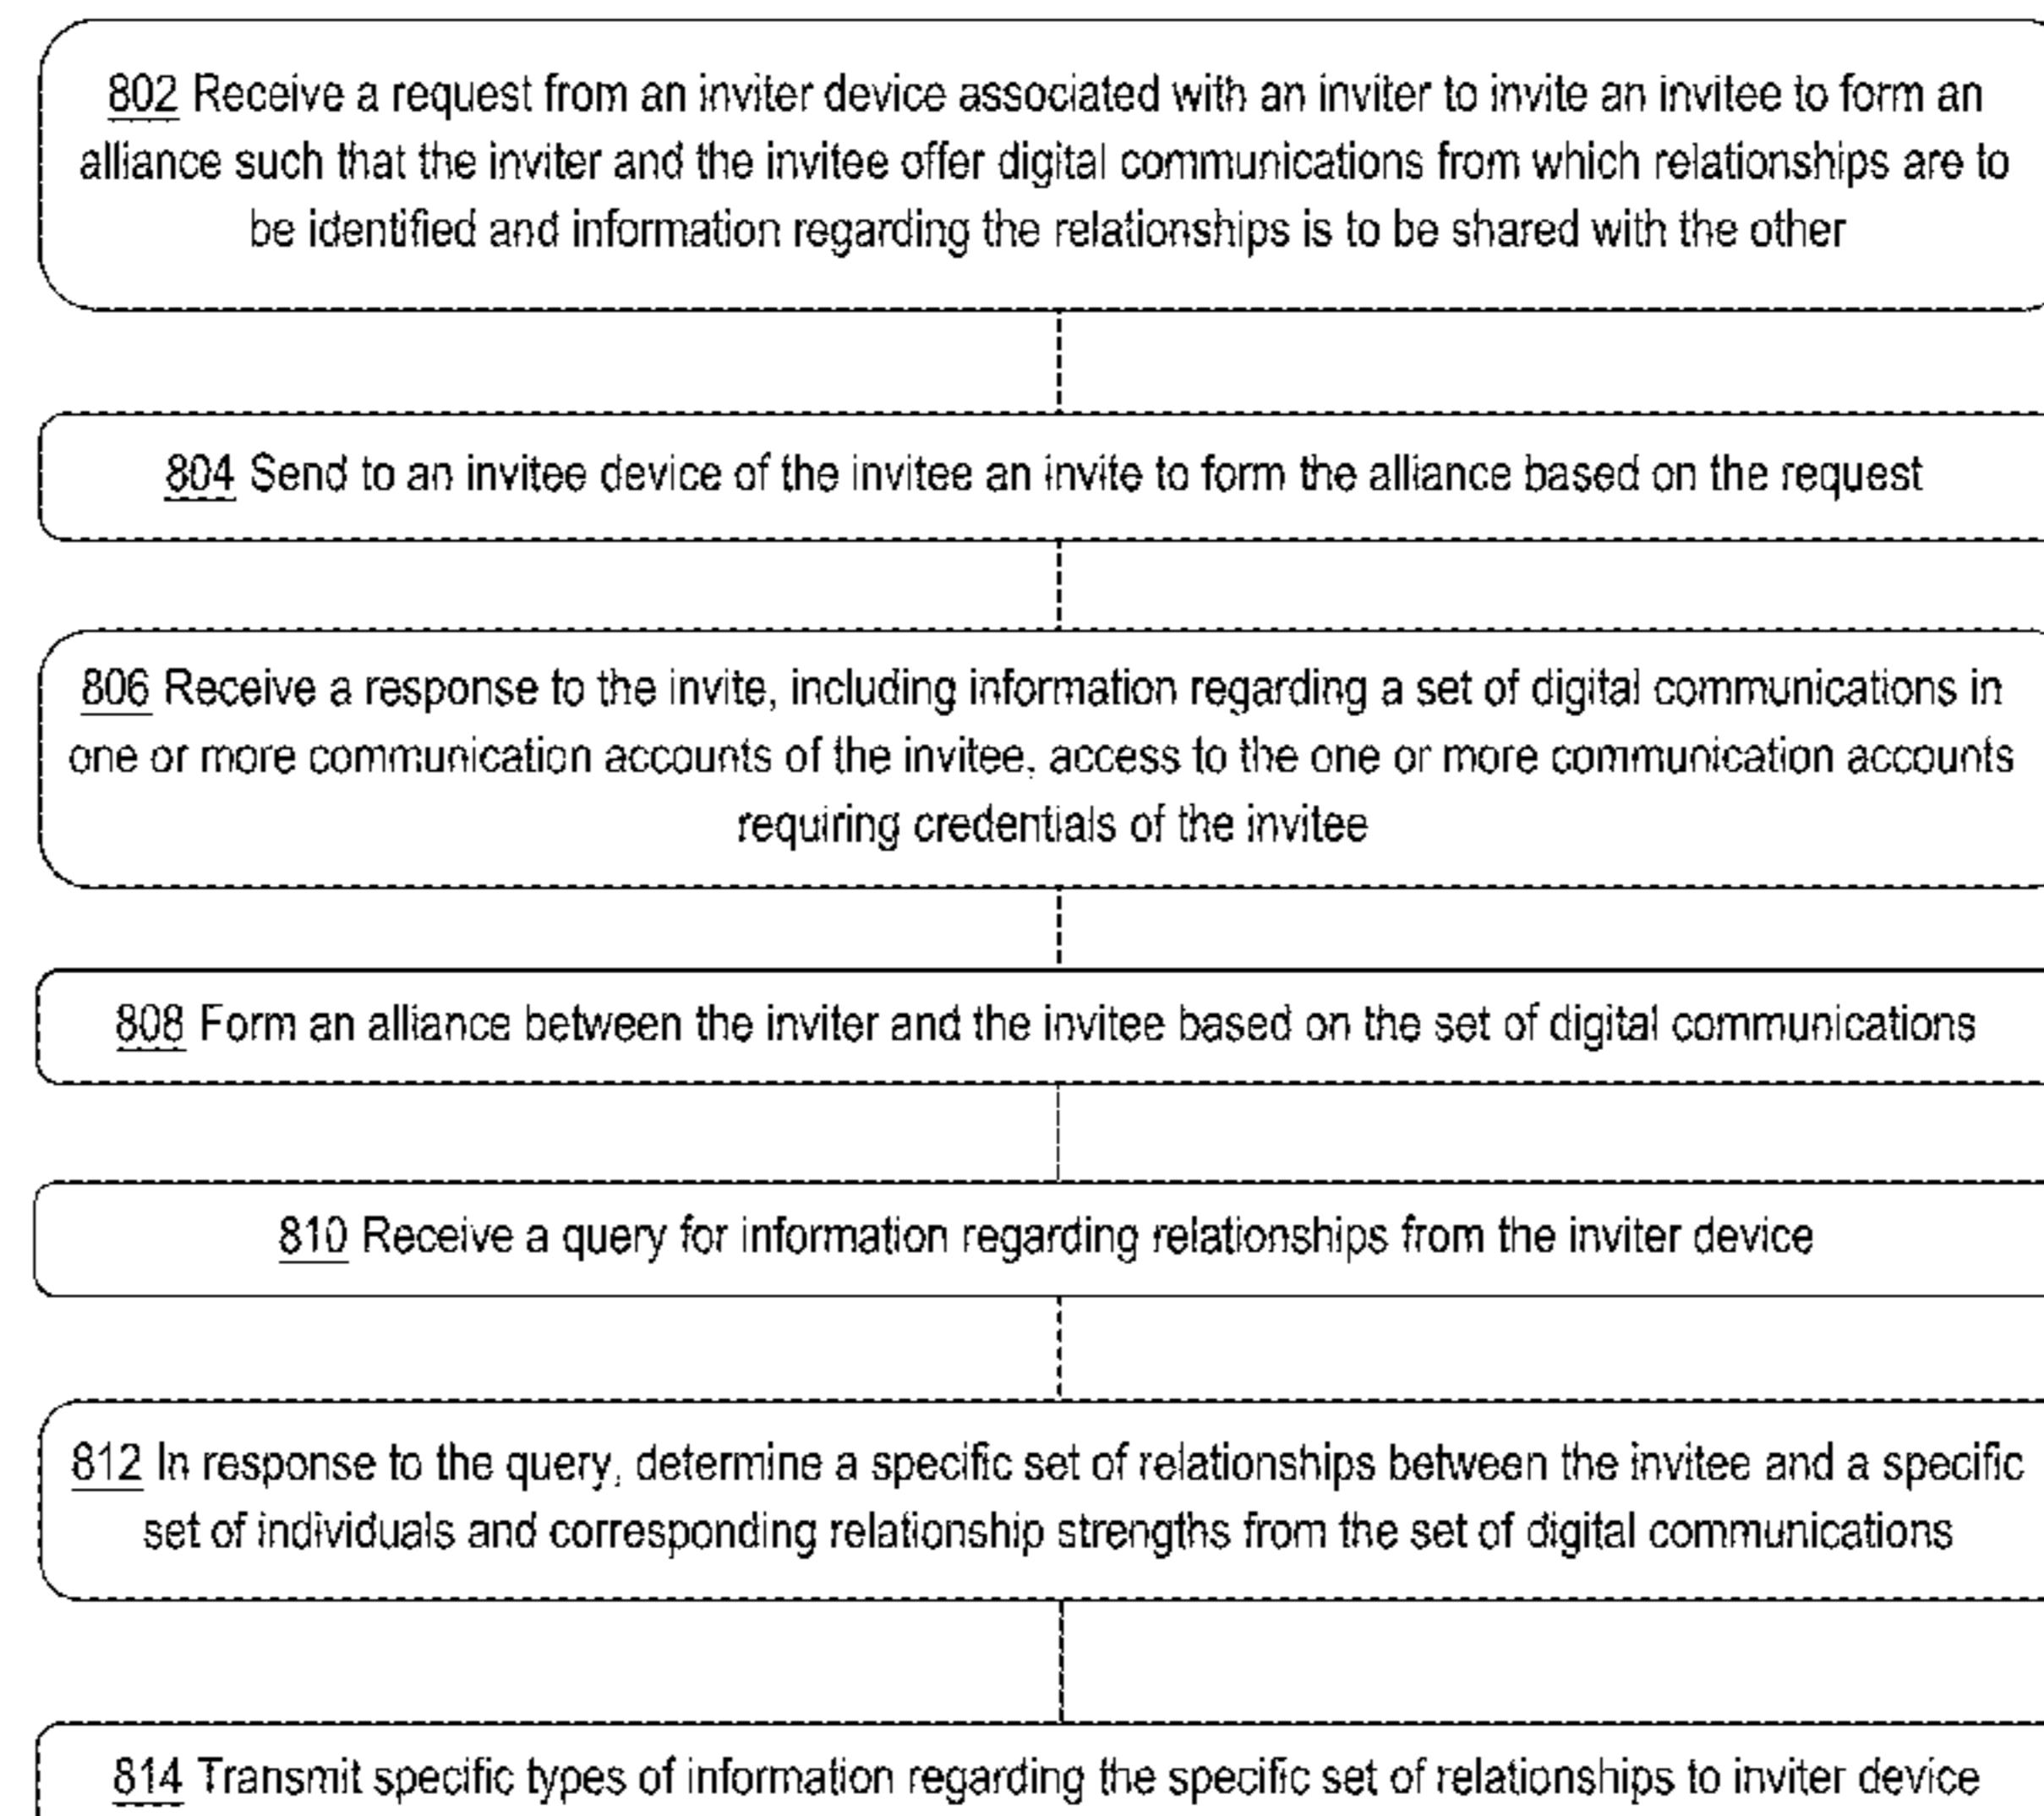 802 Receive a request from an inviter device associated with an inviter to invite an invitee to form an
alliance such that the inviter and the invitee offer digital communications from which relationships are to
be identified and information regarding the relationships is to be shared with the other
804 Send to an invitee device of the invitee an invite to form the alliance based on the request
806 Receive a response to the invite, including information regarding a set of digital communications in
one or more communication accounts of the invitee, access to the one or more communication accounts
requiring credentials of the invitee
808 Form an alliance between the inviter and the invitee based on the set of digital communications
810 Receive a query for information regarding relationships from the inviter device
812 In response to the query, determine a specific set of relationships between the invitee and a specific
set of individuals and corresponding relationship strengths from the set of digital communications
814 Transmit specific types of information regarding the specific set of relationships to inviter device